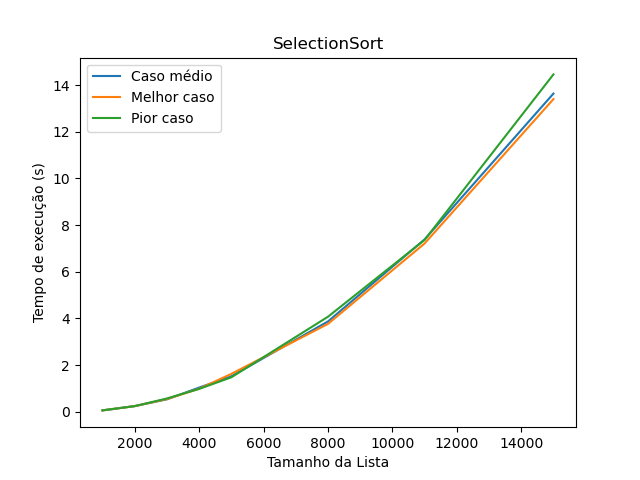 SelectionSort
Caso médio
Melhor caso
Pior caso
Tempo de execução (s)
14
12
10
8
6
4
2
0
2000 4000 6000 8000 10000 12000 14000
Tamanho da Lista